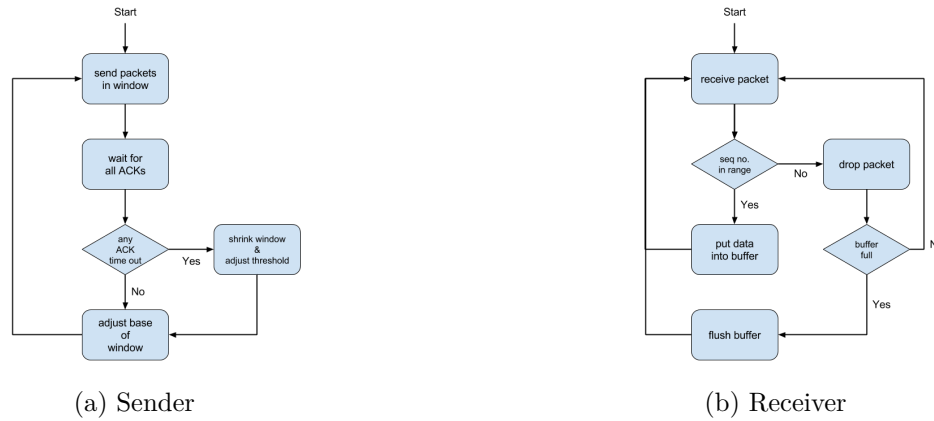 Start
send packets
in window
wait for
all ACKs
any
ACK
time out
Yes
shrink window
&
adjust threshold
No
adjust base
of
window
(a) Sender
Start
receive packet
seq no.
in range
No
drop packet
Yes
put data
into buffer
buffer
full
Yes
flush buffer
(b) Receiver